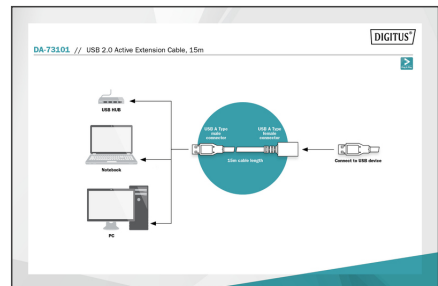 DIGITUS®
DA-73101 // USB 2.0 Active Extension Cable, 15m
USB HUB
Notebook
PC
USB A Type
male
connector
USB A Type
female
connector
15m cable length
Connect to USB device